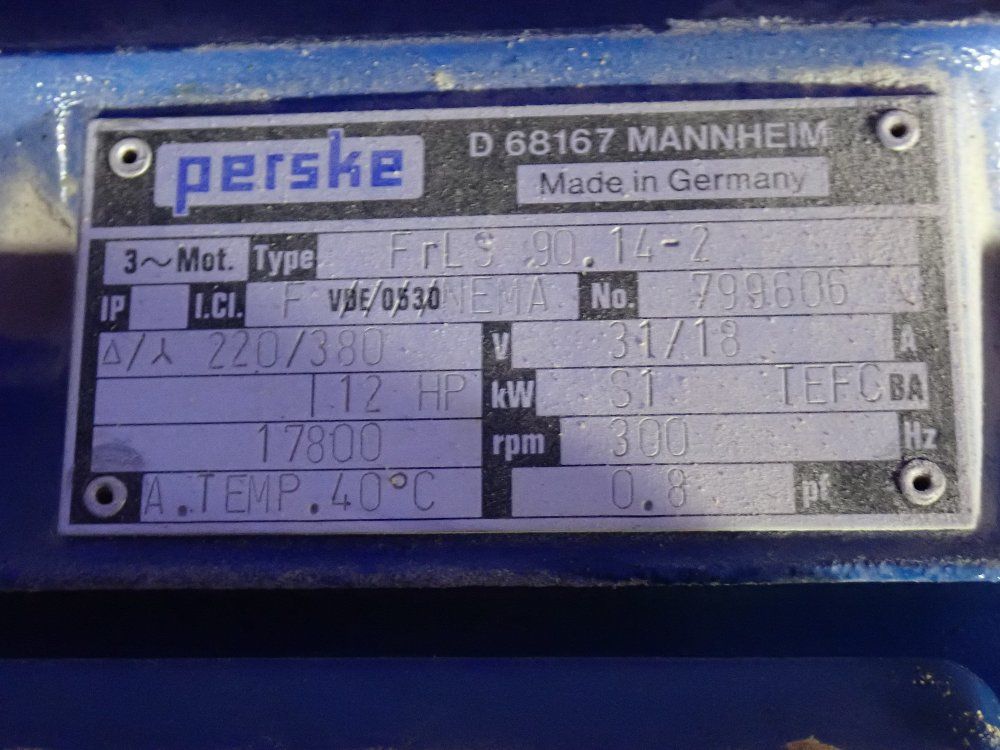 perske D 68167 MANNHEIM
Made in Germany
3~Mot. Type FrLS 90.14-2
IP I.Cl. F VDE/0530 ////NEMA No. 799606
Δ/⅄ 220/380 V 31/18 A
12 HP kW S1 TEFC BA
17800 rpm 300 Hz
A.TEMP.40°C 0.8 pf